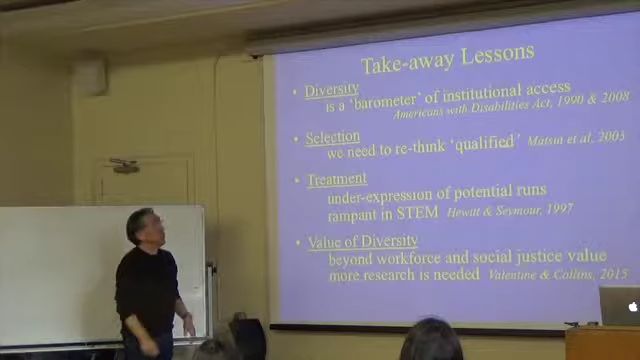 Take-away Lessons
• Diversity
is a 'barometer' of institutional access
Americans with Disabilities Act, 1990 & 2008
• Selection
we need to re-think 'qualified' Matsui et al, 2003
• Treatment
under-expression of potential runs
rampant in STEM Hewitt & Seymour, 1997
• Value of Diversity
beyond workforce and social justice value
more research is needed Valentine & Collins, 2015